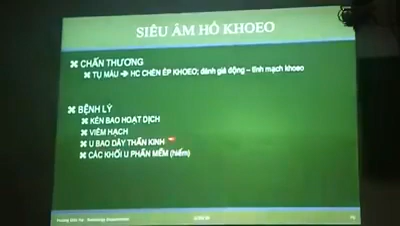 SIÊU ÂM HỐ KHOEO
CHẤN THƯƠNG
TỤ MÁU HC CHÈN ÉP KHOEO; đánh giá động – tĩnh mạch khoeo
BỆNH LÝ
KÉN BAO HOẠT DỊCH
VIÊM HẠCH
U BAO DÂY THẦN KINH
CÁC KHỐI U PHẦN MỀM (hiếm)